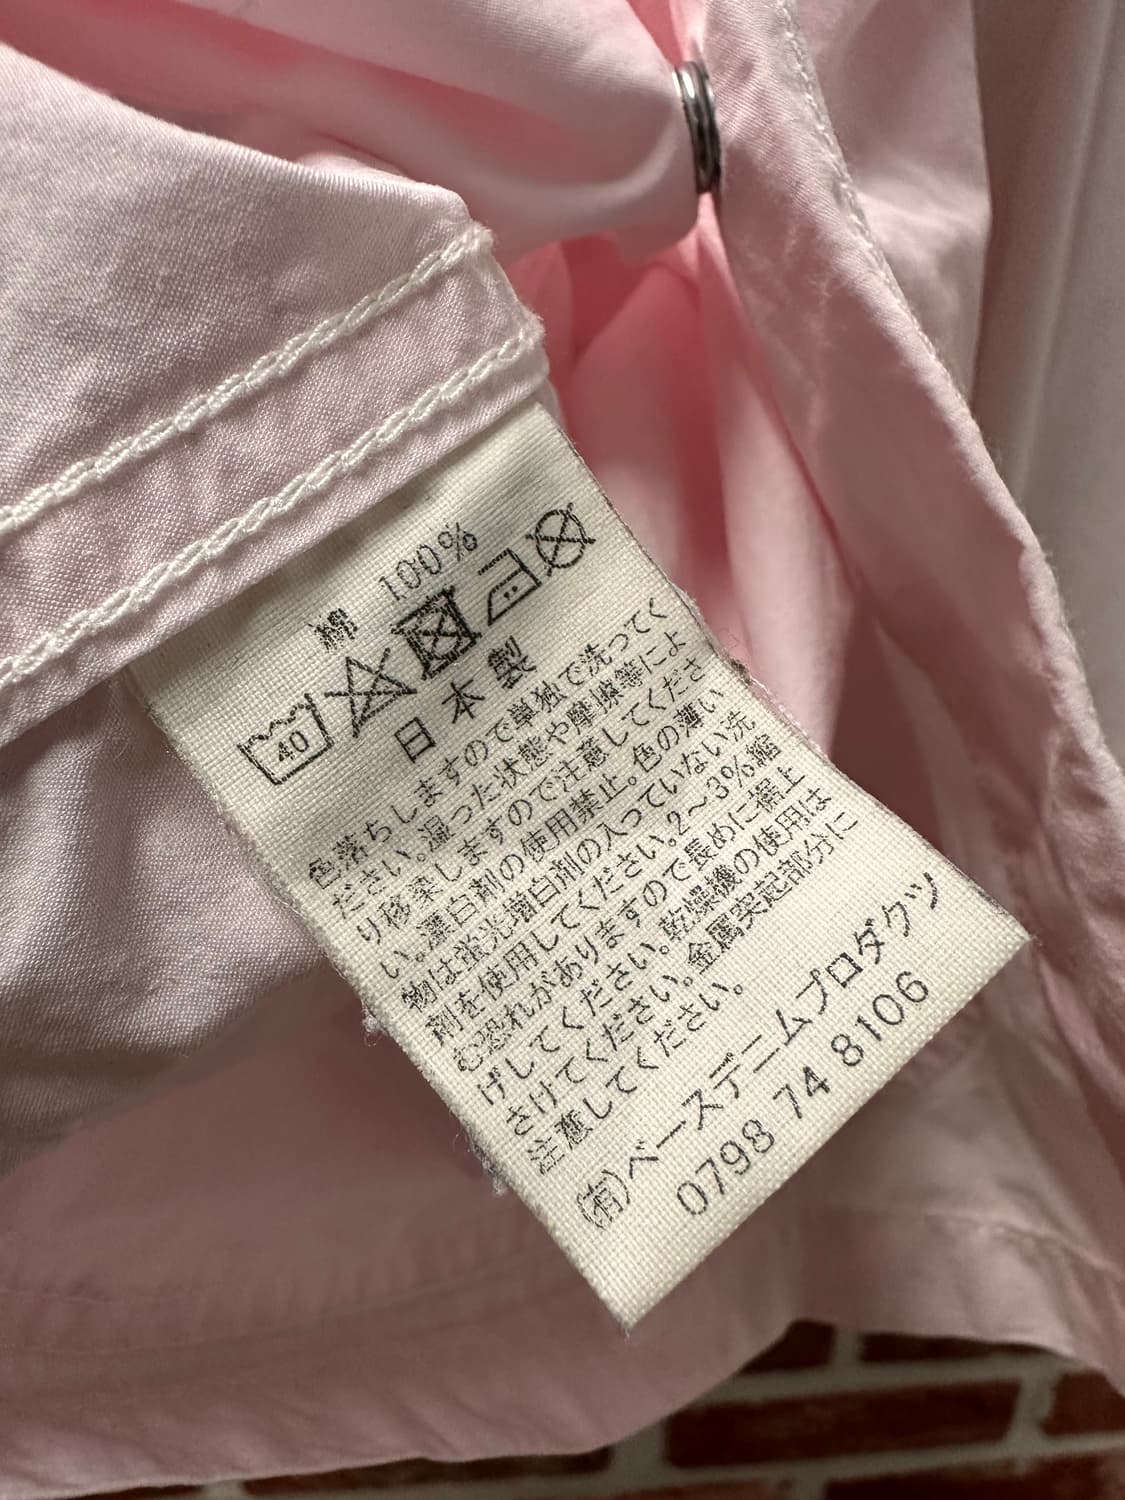 綿 100%
40
日本製
色落ちしますので単独で洗ってく
ださい。湿った状態や摩擦等によ
り移染しますので注意してくださ
い。漂白剤の使用禁止。色の薄い
物は蛍光増白剤の入っていない洗
剤を使用してください。2～3%縮
む恐れがありますので長めに裾上
げしてください。乾燥機の使用は
さけてください。金属突起部分に
注意してください。
(有)ベースデニムプロダクツ
0798 74 8106